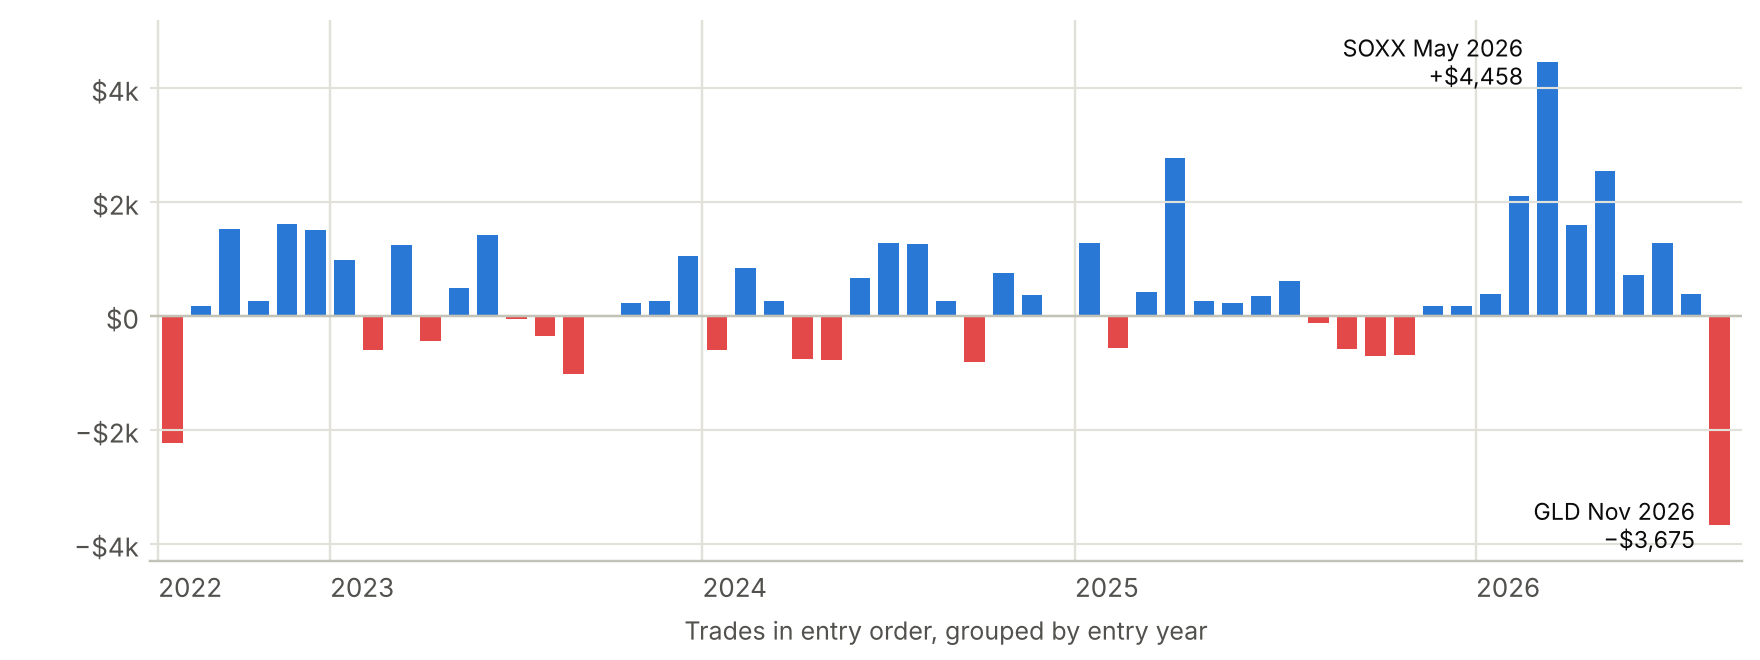 SOXX May 2026
+$4,458
$4k
$2k
$0
−$2k
GLD Nov 2026
−$3,675
−$4k
2022
2023
2024
2025
2026
Trades in entry order, grouped by entry year